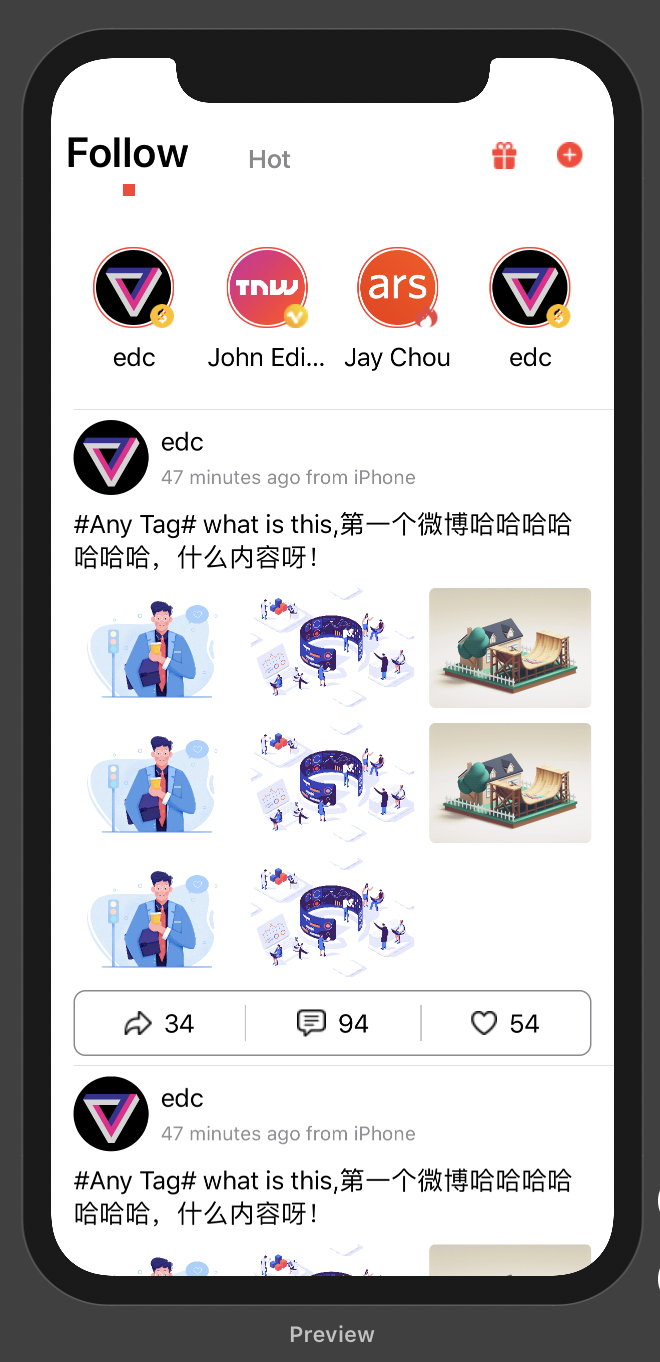 Follow
Hot
TNW
ars
edc
John Edi...
Jay Chou
edc
edc
47 minutes ago from iPhone
#Any Tag# what is this,第一个微博哈哈哈哈
哈哈哈，什么内容呀！
34
94
54
edc
47 minutes ago from iPhone
#Any Tag# what is this,第一个微博哈哈哈哈
哈哈哈，什么内容呀！
Preview